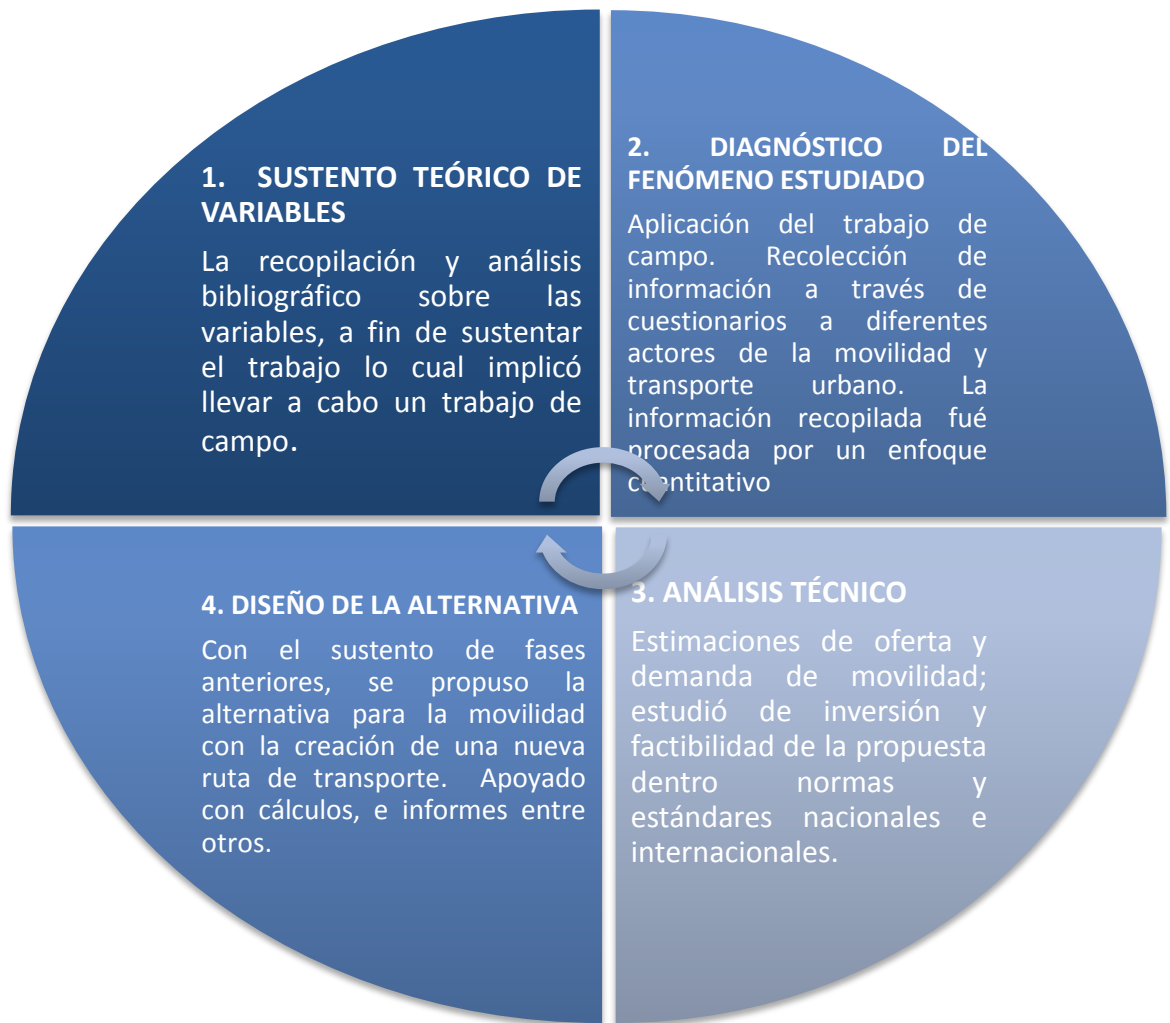 1. SUSTENTO TEÓRICO DE
VARIABLES
La recopilación y análisis
bibliográfico sobre las
variables, a fin de sustentar
el trabajo lo cual implicó
llevar a cabo un trabajo de
campo.
2. DIAGNÓSTICO DEL
FENÓMENO ESTUDIADO
Aplicación del trabajo de
campo. Recolección de
información a través de
cuestionarios a diferentes
actores de la movilidad y
transporte urbano. La
información recopilada fué
procesada por un enfoque
cuantitativo
3. ANÁLISIS TÉCNICO
Estimaciones de oferta y
demanda de movilidad;
estudió de inversión y
factibilidad de la propuesta
dentro normas y
estándares nacionales e
internacionales.
4. DISEÑO DE LA ALTERNATIVA
Con el sustento de fases
anteriores, se propuso la
alternativa para la movilidad
con la creación de una nueva
ruta de transporte. Apoyado
con cálculos, e informes entre
otros.